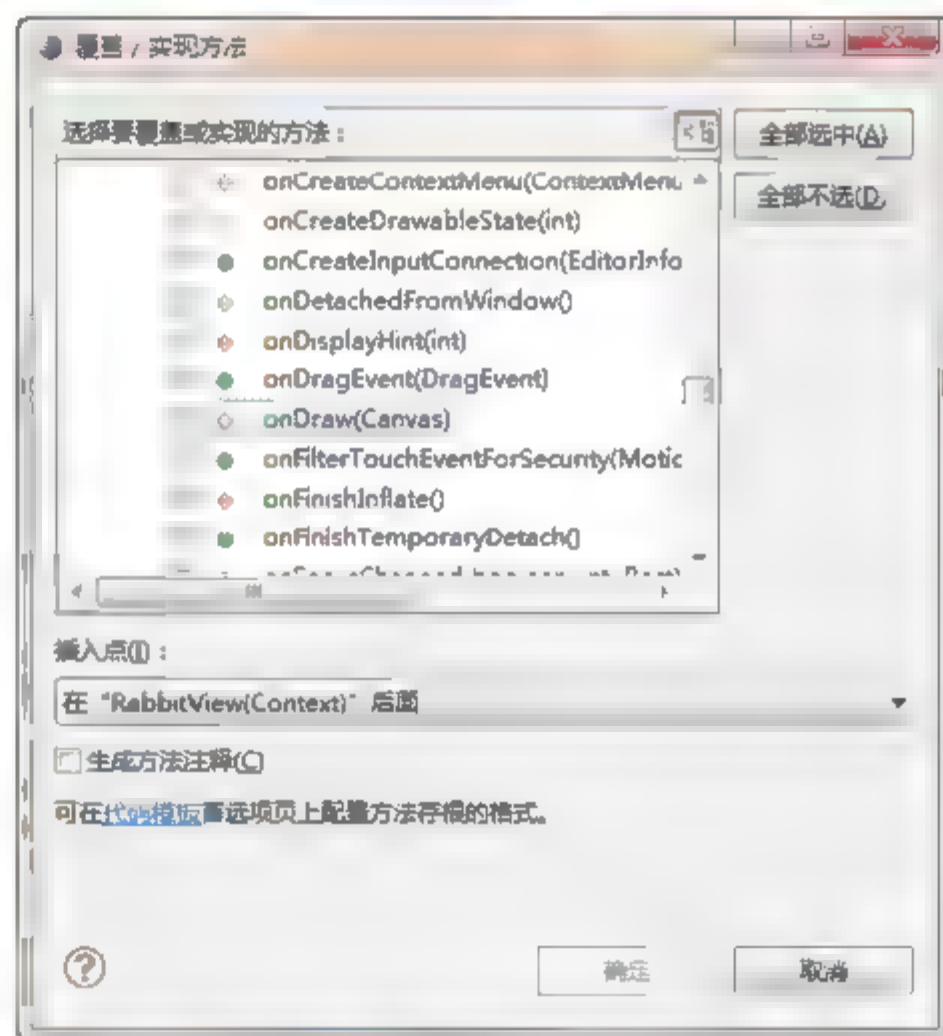 覆盖 / 实现方法
选择要覆盖或实现的方法：
全部选中(A)
全部不选(D)
onCreateContextMenu(ContextMenu
onCreateDrawableState(int)
onCreateInputConnection(EditorInfo
onDetachedFromWindow()
onDisplayHint(int)
onDragEvent(DragEvent)
onDraw(Canvas)
onFilterTouchEventForSecurity(Motic
onFinishInflate()
onFinishTemporaryDetach()
插入点(I)：
在 "RabbitView(Context)" 后面
生成方法注释(C)
可在代码模板首选项页上配置方法存根的格式。
确定
取消